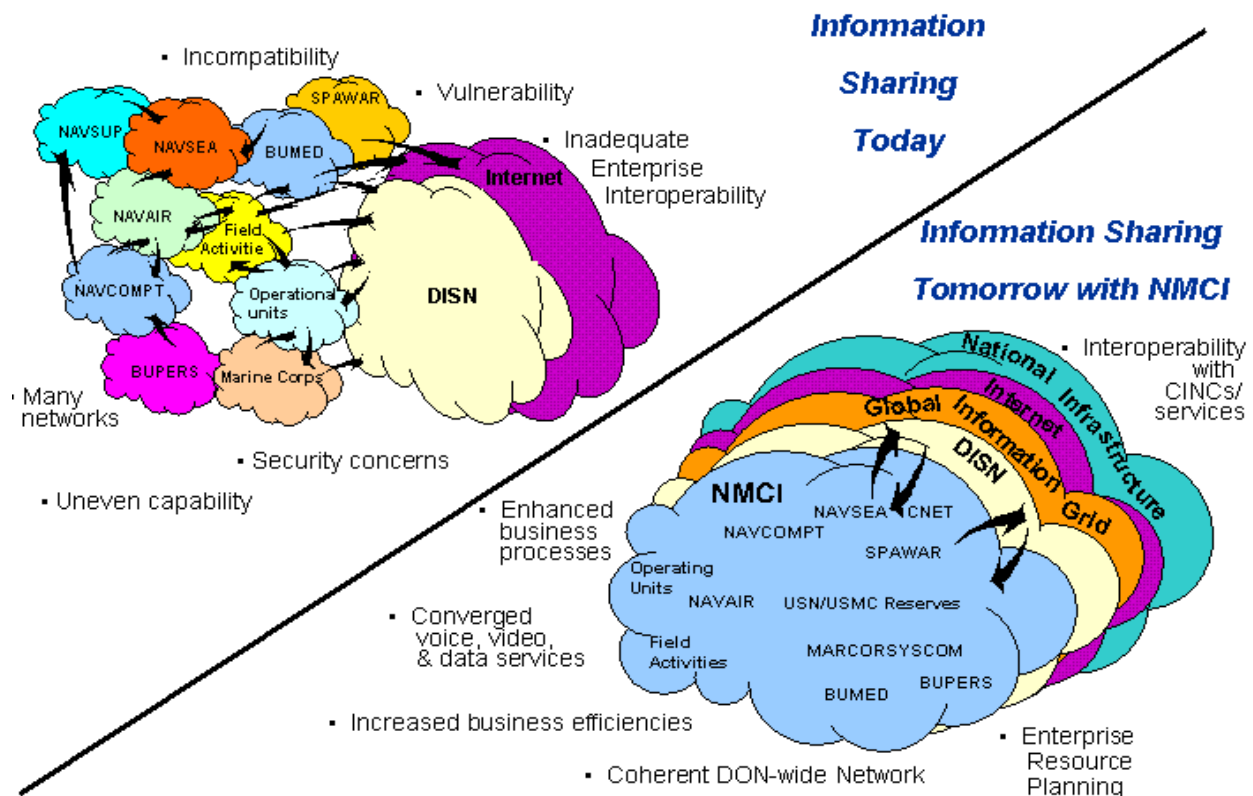 Information
Sharing
Today
▪ Incompatibility
▪ Vulnerability
▪ Inadequate
Enterprise
Interoperability
SPAWAR
NAVSUP
NAVSEA
BUMED
Internet
NAVAIR
Field
Activitie
NAVCOMPT
Operational
units
DISN
BUPERS
Marine Corps
▪ Many
networks
▪ Security concerns
▪ Uneven capability
Information Sharing
Tomorrow with NMCI
National Infrastructure
Internet
Global Information Grid
DISN
NMCI
NAVSEA
CNET
NAVCOMPT
SPAWAR
Operating
Units
NAVAIR
USN/USMC Reserves
Field
Activities
MARCORSYSCOM
BUMED
BUPERS
▪ Interoperability
with
CINCs/
services
▪ Enhanced
business
processes
▪ Converged
voice, video,
& data services
▪ Increased business efficiencies
▪ Coherent DON-wide Network
▪ Enterprise
Resource
Planning